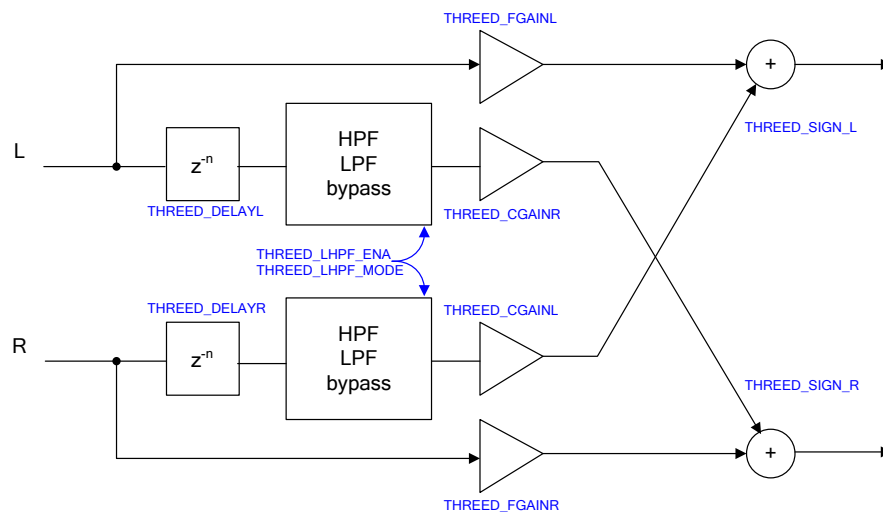 THREED_FGAINL
+
THREED_SIGN_L
L
z-n
THREED_DELAYL
HPF
LPF
bypass
THREED_CGAINR
THREED_LHPF_ENA
THREED_LHPF_MODE
THREED_DELAYR
R
z-n
HPF
LPF
bypass
THREED_CGAINL
THREED_SIGN_R
+
THREED_FGAINR